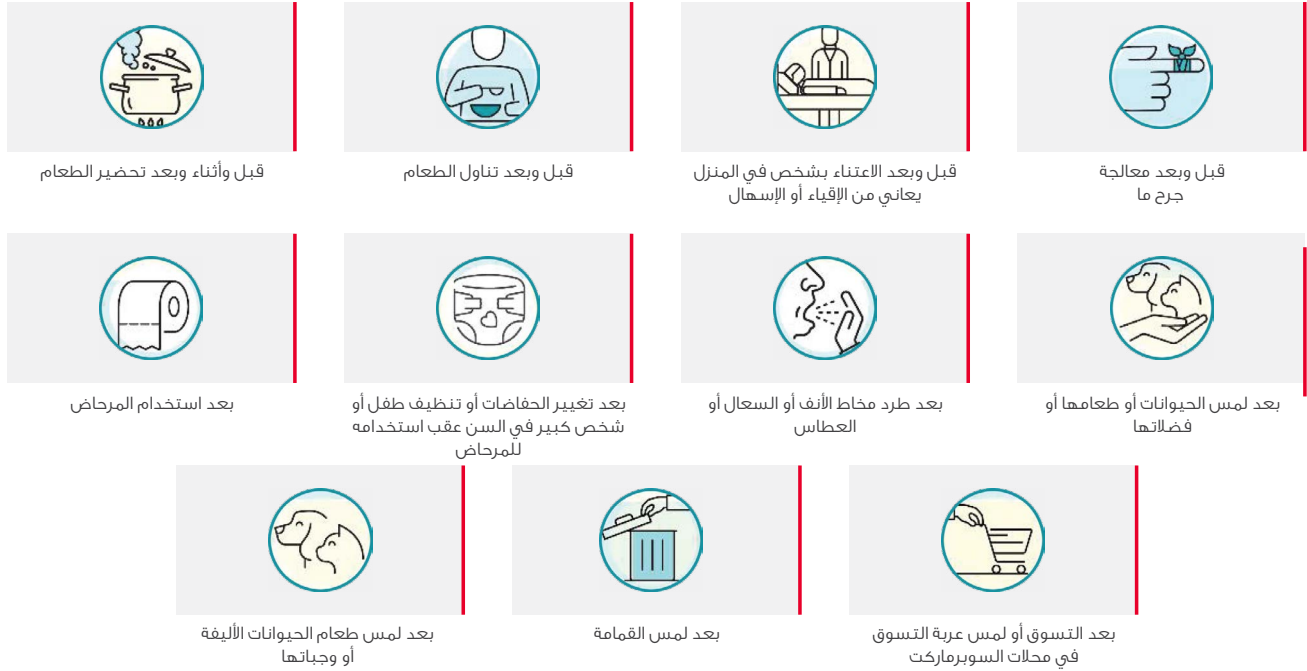 قبل وبعد معالجة
جرح ما
قبل وبعد الاعتناء بشخص في المنزل
يعاني من الإقياء أو الإسهال
قبل وبعد تناول الطعام
قبل وأثناء وبعد تحضير الطعام
بعد لمس الحيوانات أو طعامها أو
فضلاتها
بعد طرد مخاط الأنف أو السعال أو
العطاس
بعد تغيير الحفاضات أو تنظيف طفل أو
شخص كبير في السن عقب استخدامه
للمرحاض
بعد استخدام المرحاض
بعد التسوق أو لمس عربة التسوق
في محلات السوبرماركت
بعد لمس القمامة
بعد لمس طعام الحيوانات الأليفة
أو وجباتها